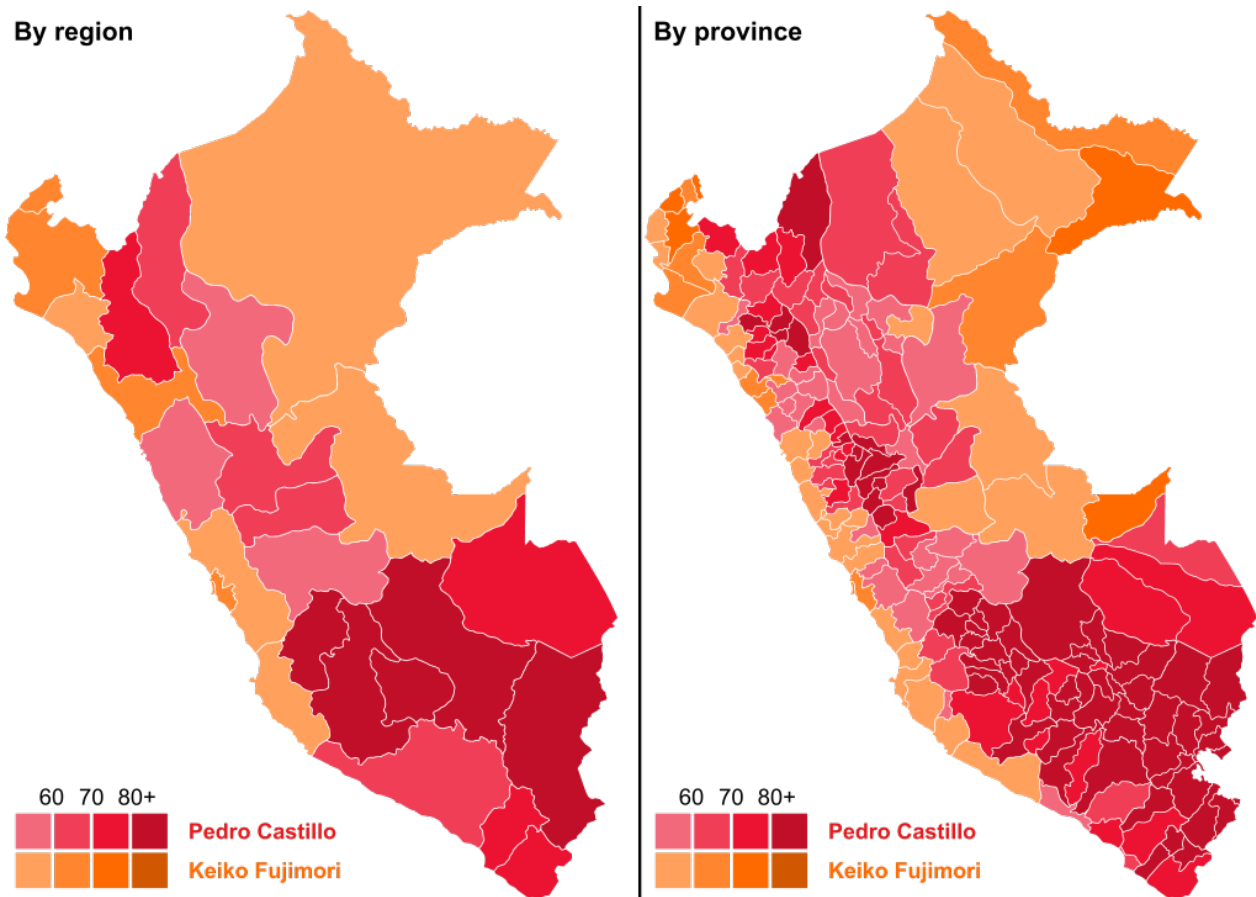 By region
60 70 80+
Pedro Castillo
Keiko Fujimori
By province
60 70 80+
Pedro Castillo
Keiko Fujimori